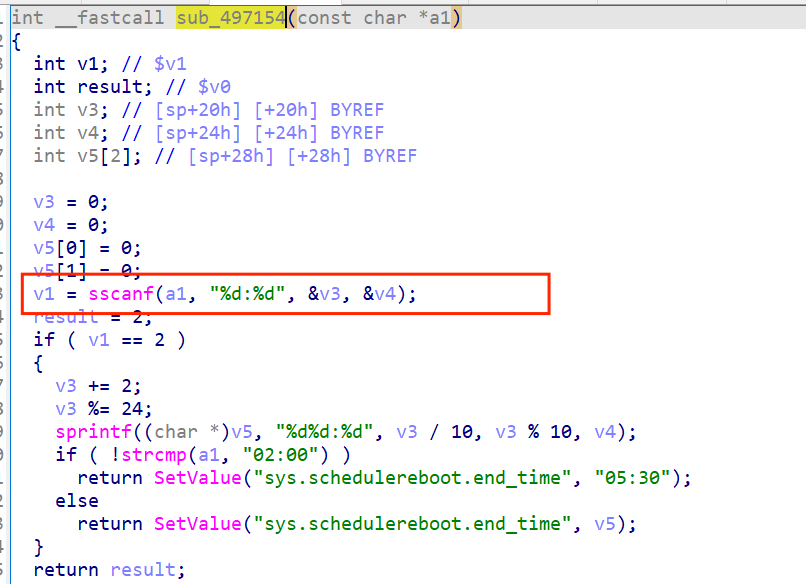 int __fastcall sub_497154(const char *a1)
{
int v1; // $v1
int result; // $v0
int v3; // [sp+20h] [+20h] BYREF
int v4; // [sp+24h] [+24h] BYREF
int v5[2]; // [sp+28h] [+28h] BYREF
v3 = 0;
v4 = 0;
v5[0] = 0;
v5[1] = 0;
v1 = sscanf(a1, "%d:%d", &v3, &v4);
result = 2;
if ( v1 == 2 )
{
v3 += 2;
v3 %= 24;
sprintf((char *)v5, "%d%d:%d", v3 / 10, v3 % 10, v4);
if ( !strcmp(a1, "02:00") )
return SetValue("sys.schedulereboot.end_time", "05:30");
else
return SetValue("sys.schedulereboot.end_time", v5);
}
return result;